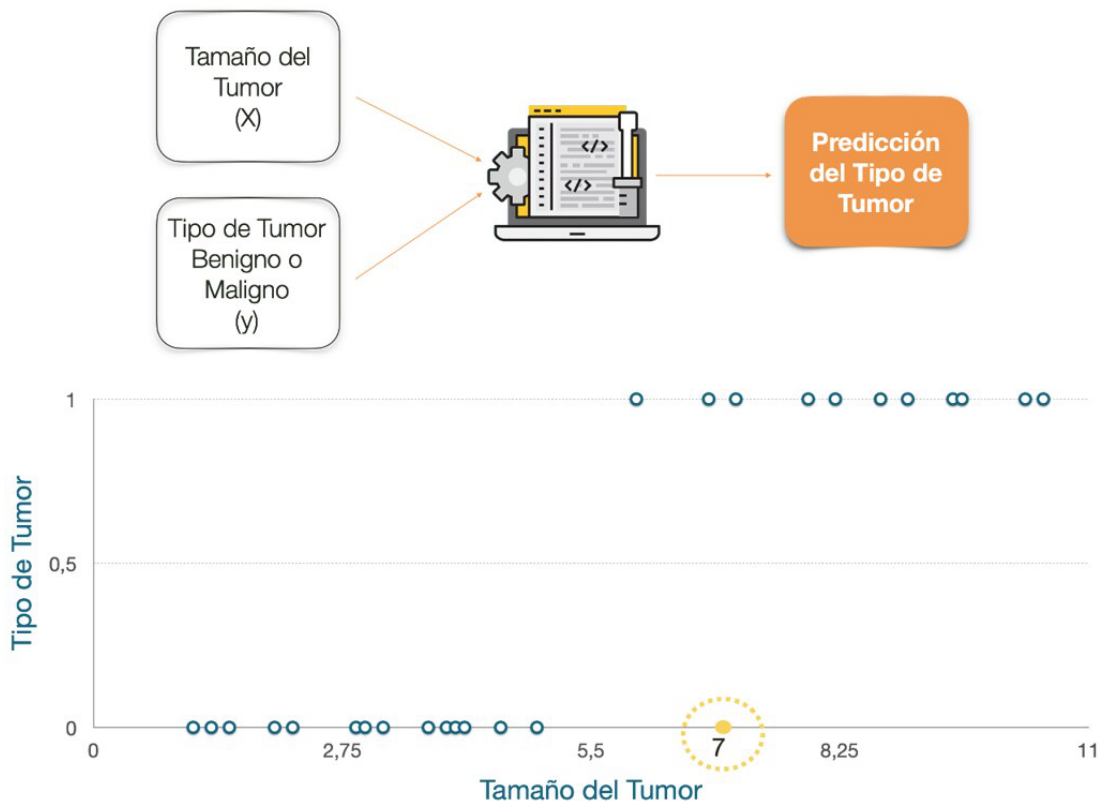 Tamaño del
Tumor
(X)
Tipo de Tumor
Benigno o
Maligno
(y)
</>
</>
Predicción
del Tipo de
Tumor
1
0,5
0
Tipo de Tumor
0
2,75
5,5
7
8,25
11
Tamaño del Tumor